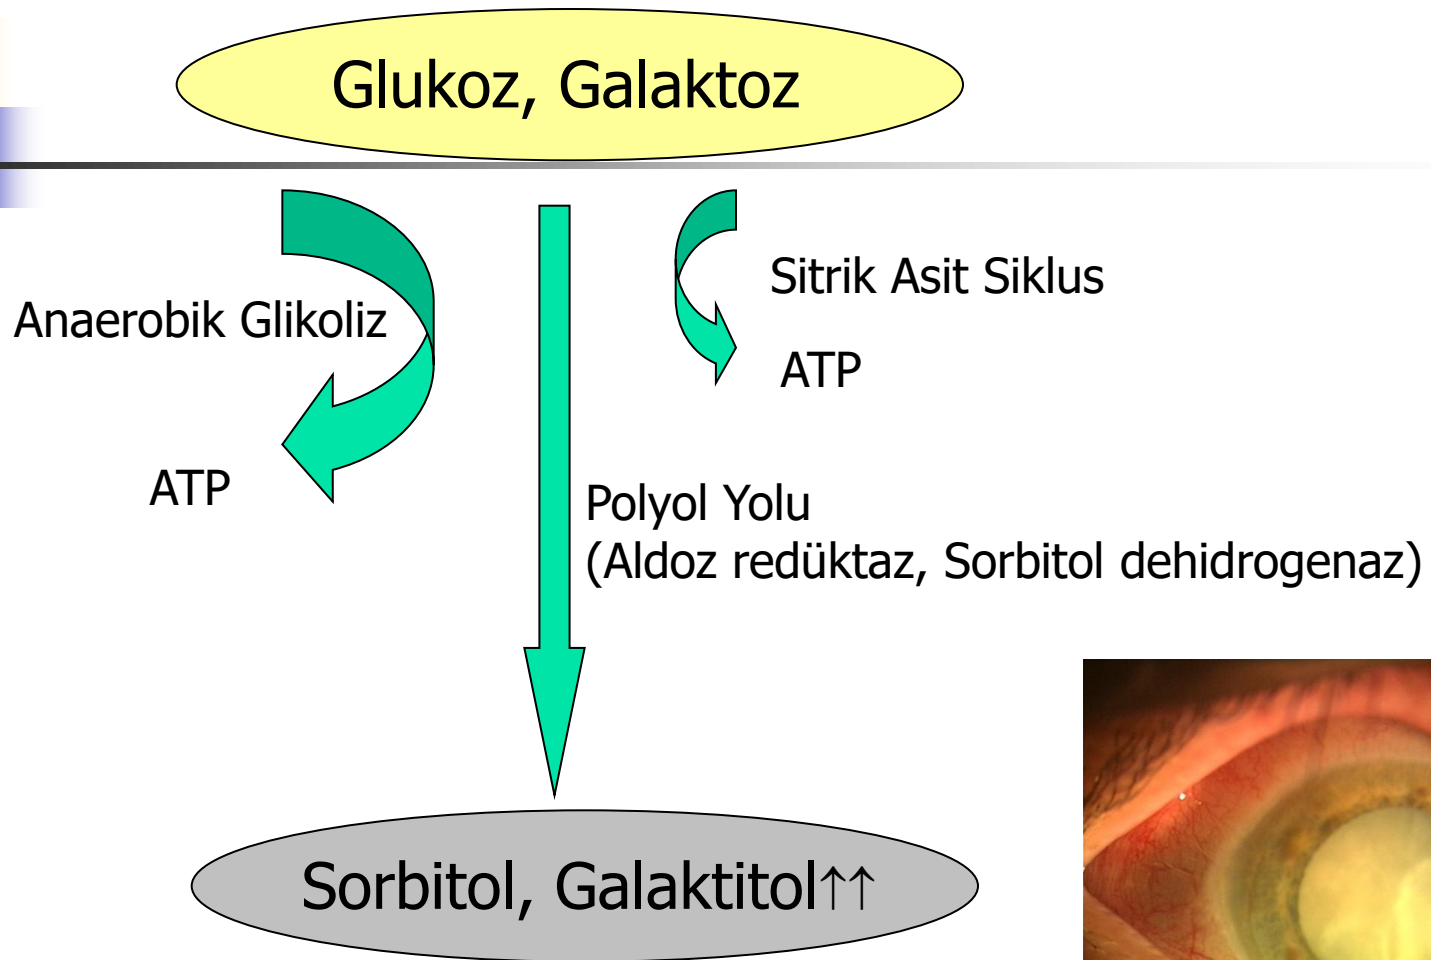 Glukoz, Galaktoz
Sitrik Asit Siklus
Anaerobik Glikoliz
ATP
ATP
Polyol Yolu
(Aldoz redüktaz, Sorbitol dehidrogenaz)
Sorbitol, Galaktitol↑↑